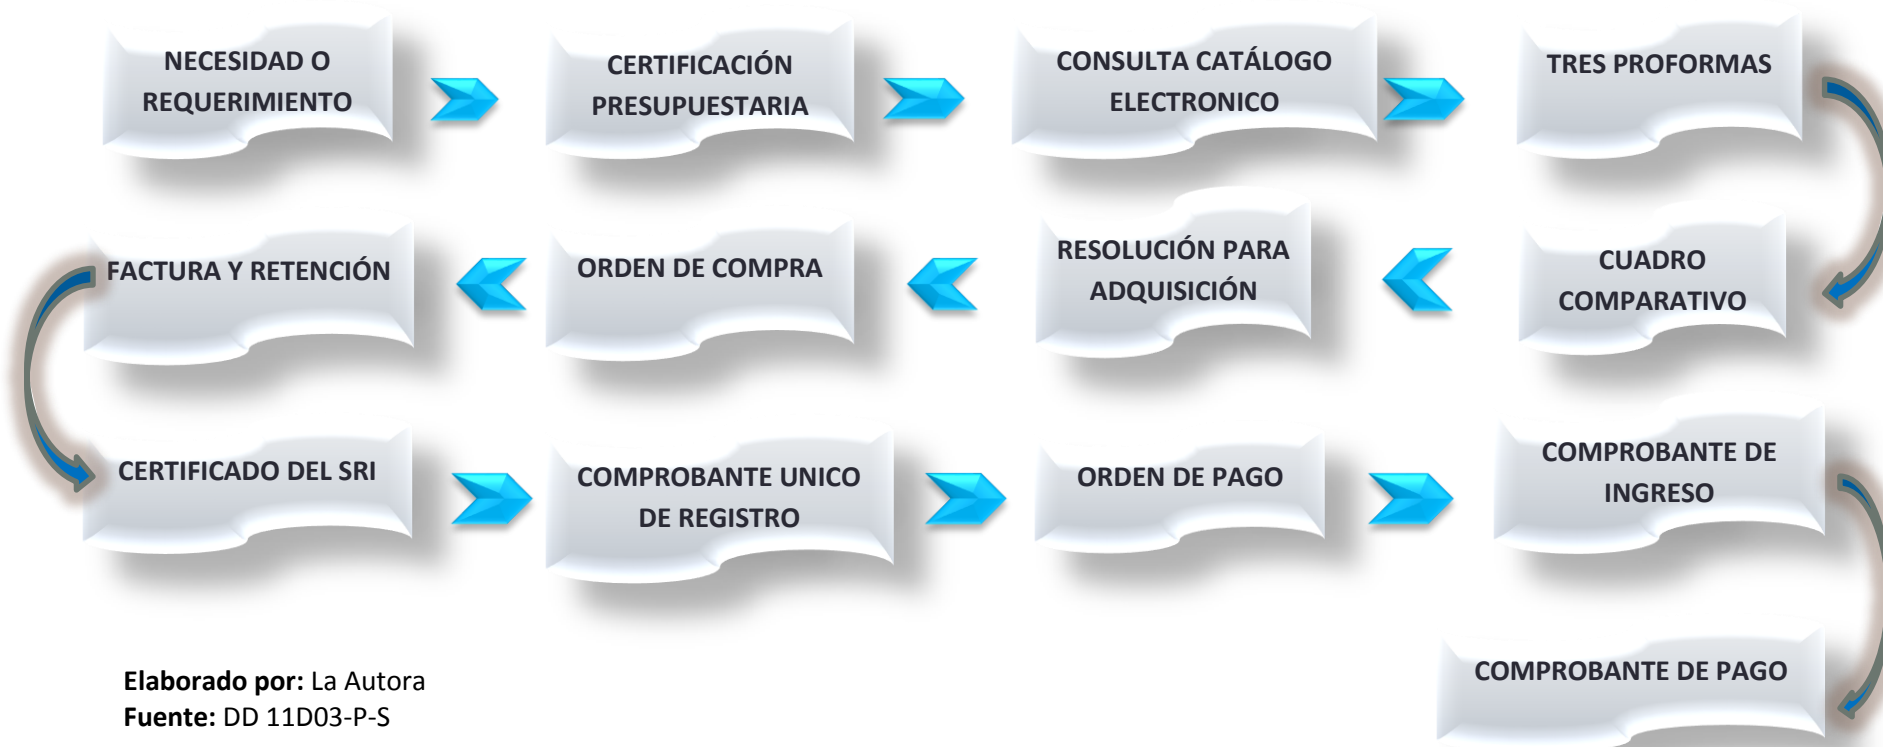 NECESIDAD O
REQUERIMIENTO
CERTIFICACIÓN
PRESUPUESTARIA
CONSULTA CATÁLOGO
ELECTRONICO
TRES PROFORMAS
CUADRO
COMPARATIVO
RESOLUCIÓN PARA
ADQUISICIÓN
ORDEN DE COMPRA
FACTURA Y RETENCIÓN
CERTIFICADO DEL SRI
COMPROBANTE UNICO
DE REGISTRO
ORDEN DE PAGO
COMPROBANTE DE
INGRESO
COMPROBANTE DE PAGO
Elaborado por: La Autora
Fuente: DD 11D03-P-S